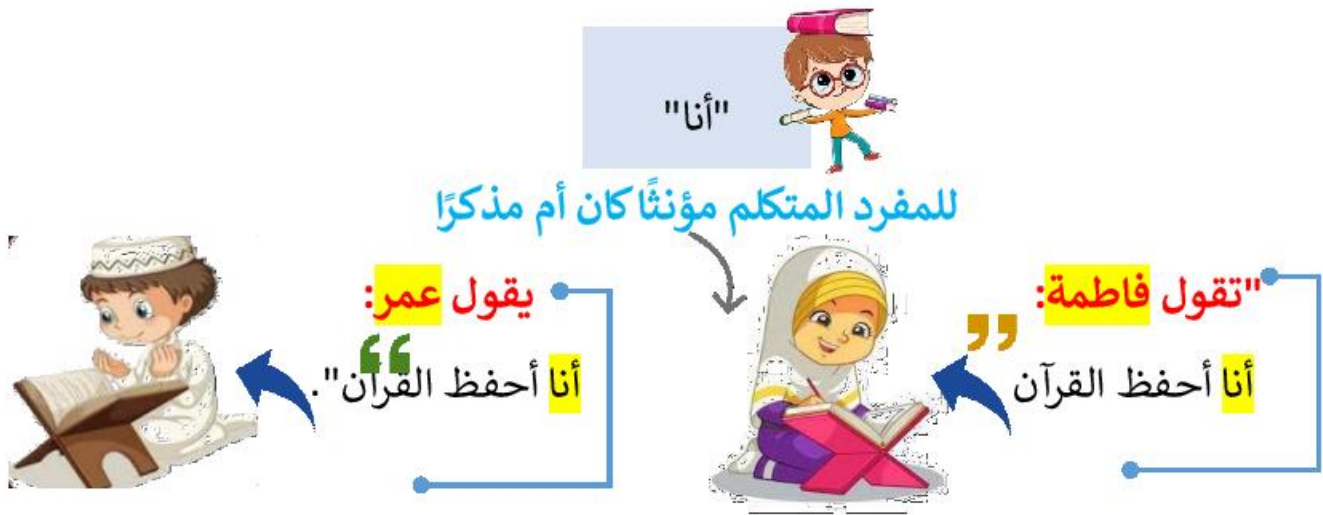 "أنا"
للمفرد المتكلم مؤنثًا كان أم مذكرًا
"تقول فاطمة:
أنا أحفظ القرآن
يقول عمر:
أنا أحفظ القرآن".